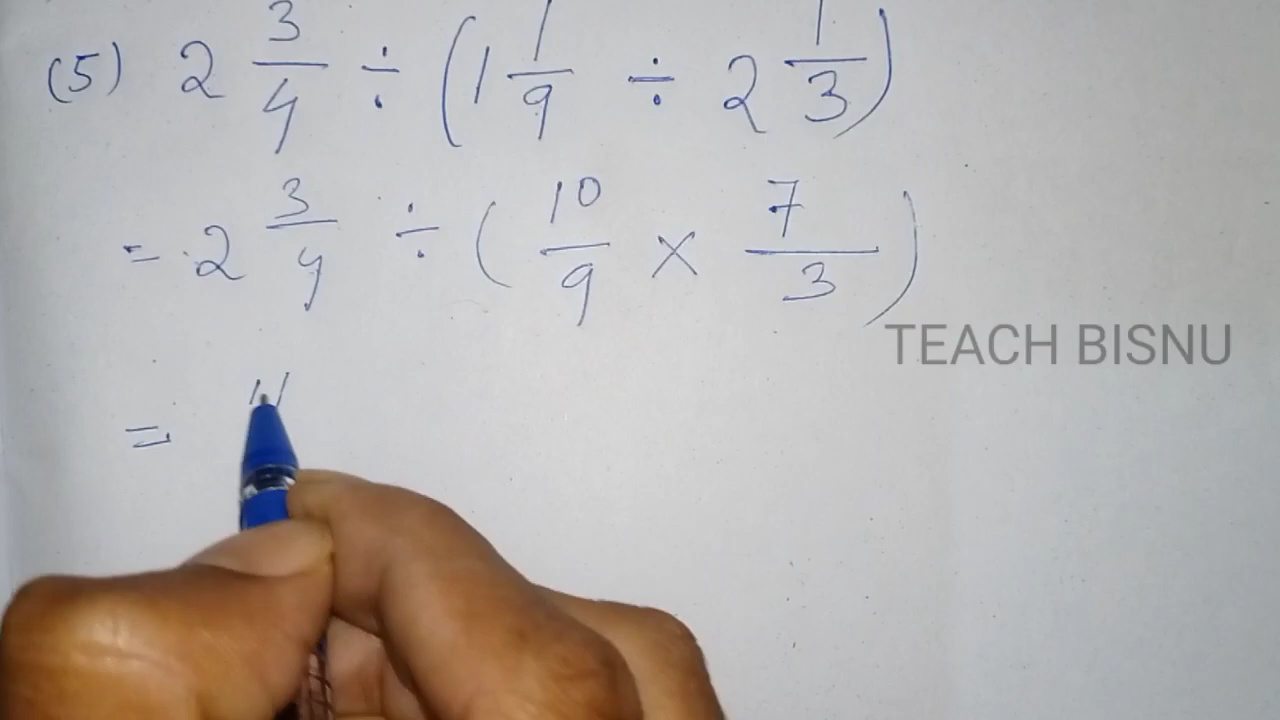 (5) 2 3/4 ÷ (1 1/9 ÷ 2 1/3)
= 2 3/4 ÷ (10/9 × 7/3)
TEACH BISNU
= 11